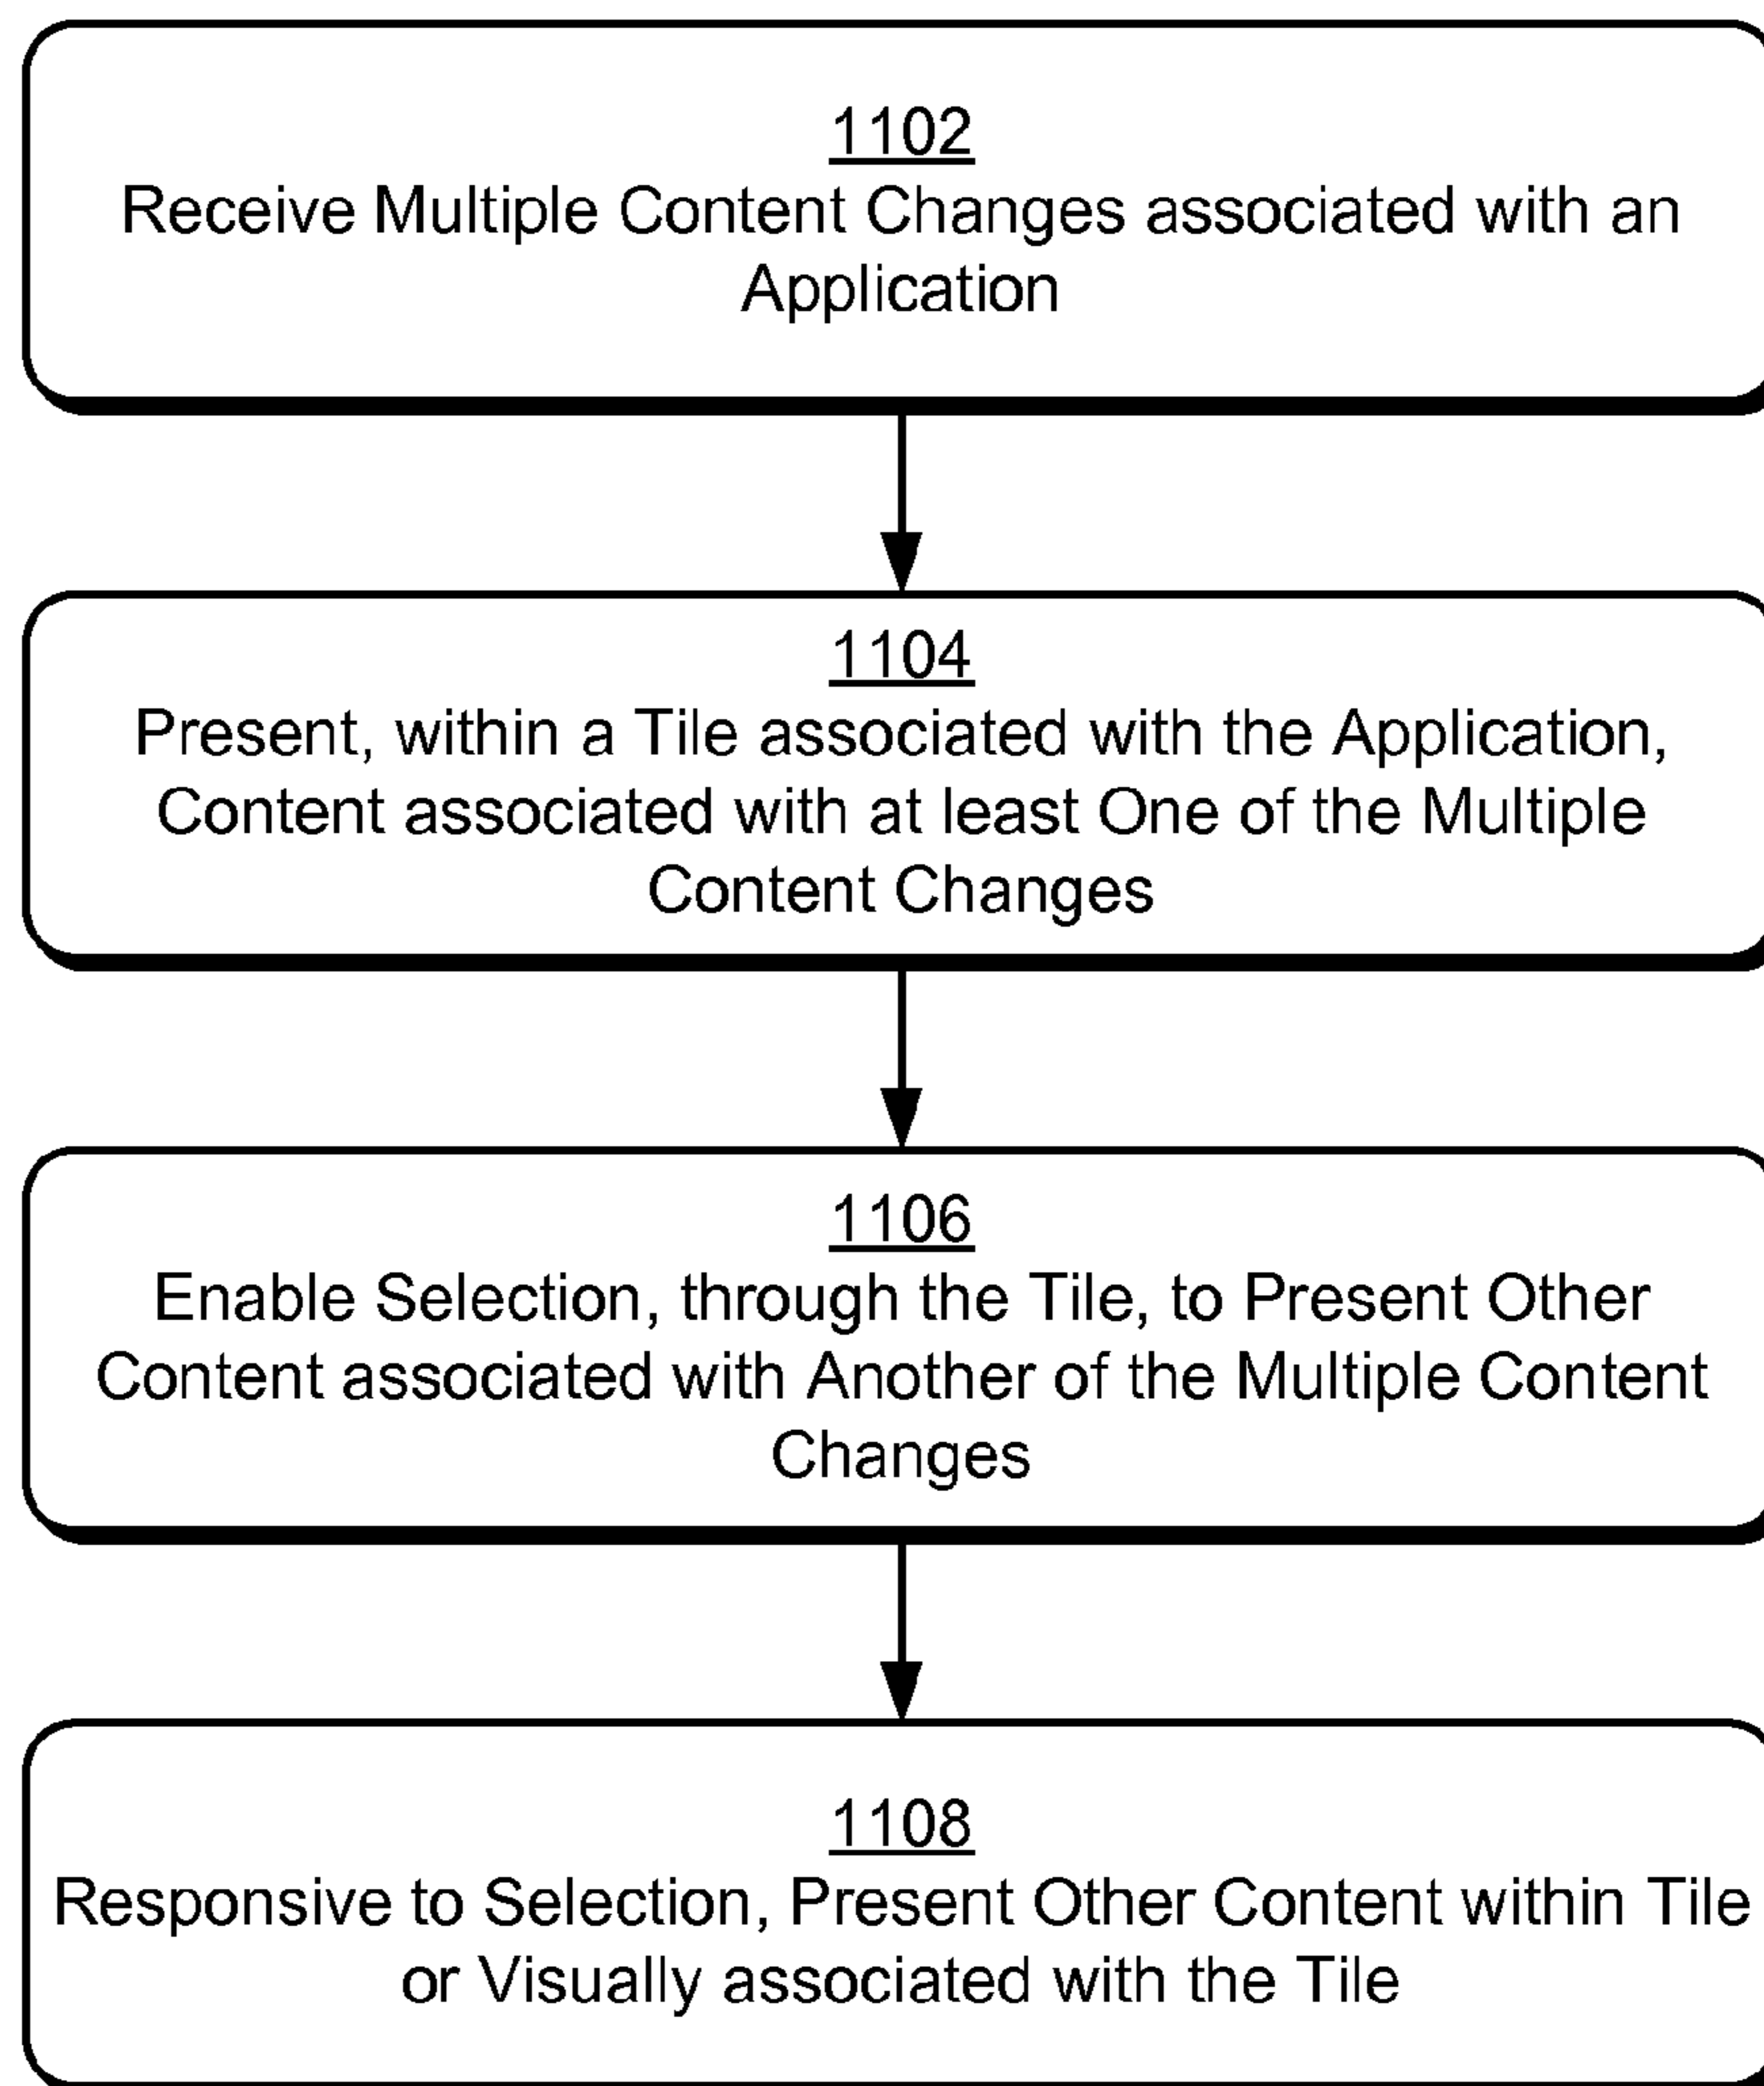 1102
Receive Multiple Content Changes associated with an
Application
1104
Present, within a Tile associated with the Application,
Content associated with at least One of the Multiple
Content Changes
1106
Enable Selection, through the Tile, to Present Other
Content associated with Another of the Multiple Content
Changes
1108
Responsive to Selection, Present Other Content within Tile
or Visually associated with the Tile